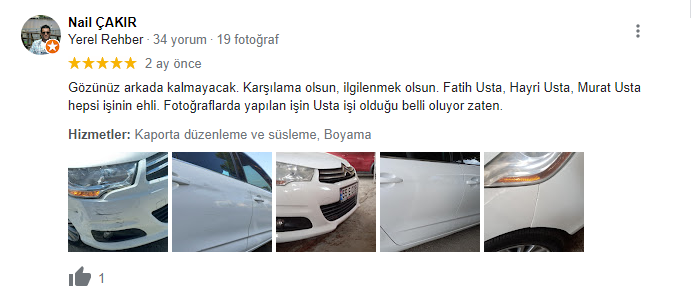 Nail ÇAKIR
Yerel Rehber · 34 yorum · 19 fotoğraf
2 ay önce
Gözünüz arkada kalmayacak. Karşılama olsun, ilgilenmek olsun. Fatih Usta, Hayri Usta, Murat Usta
hepsi işinin ehli. Fotoğraflarda yapılan işin Usta işi olduğu belli oluyor zaten.
Hizmetler: Kaporta düzenleme ve süsleme, Boyama
1